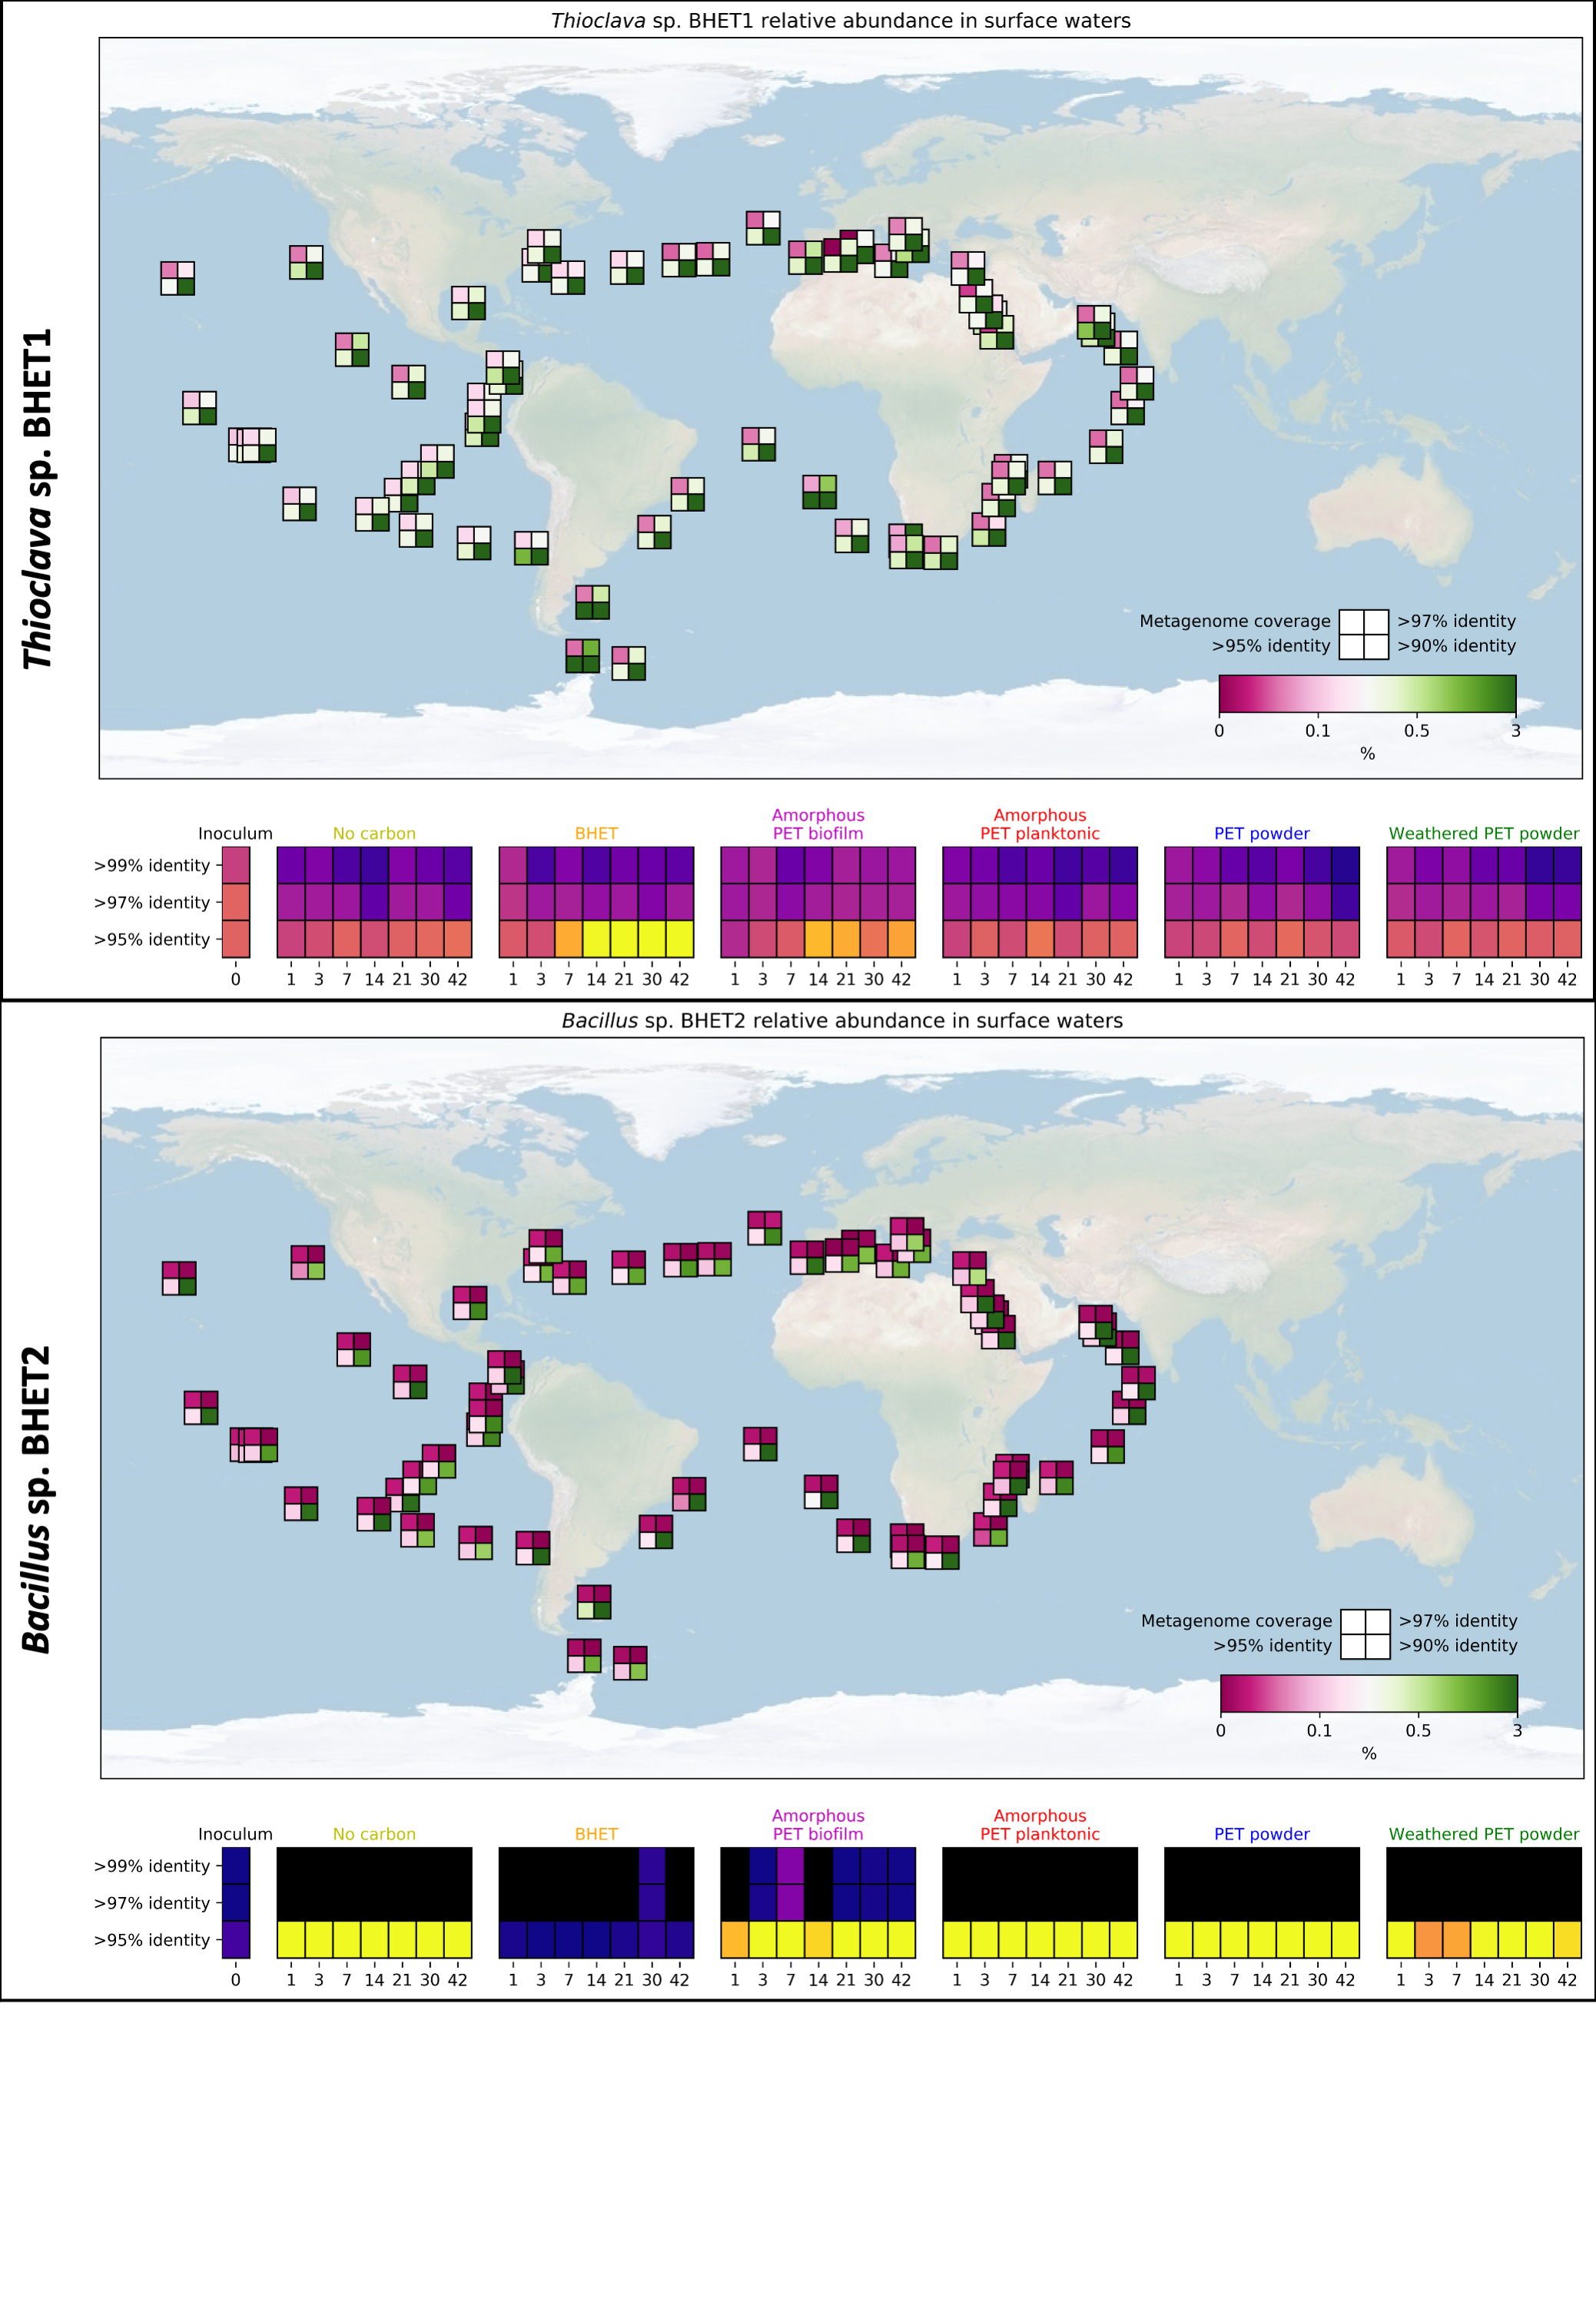 Thioclava sp. BHET1 relative abundance in surface waters
Thioclava sp. BHET1
Metagenome coverage >97% identity
>95% identity >90% identity
0 0.1 0.5 3
%
Inoculum No carbon BHET Amorphous PET biofilm Amorphous PET planktonic PET powder Weathered PET powder
>99% identity
>97% identity
>95% identity
0 1 3 7 14 21 30 42 1 3 7 14 21 30 42 1 3 7 14 21 30 42 1 3 7 14 21 30 42 1 3 7 14 21 30 42 1 3 7 14 21 30 42
Bacillus sp. BHET2 relative abundance in surface waters
Bacillus sp. BHET2
Metagenome coverage >97% identity
>95% identity >90% identity
0 0.1 0.5 3
%
Inoculum No carbon BHET Amorphous PET biofilm Amorphous PET planktonic PET powder Weathered PET powder
>99% identity
>97% identity
>95% identity
0 1 3 7 14 21 30 42 1 3 7 14 21 30 42 1 3 7 14 21 30 42 1 3 7 14 21 30 42 1 3 7 14 21 30 42 1 3 7 14 21 30 42